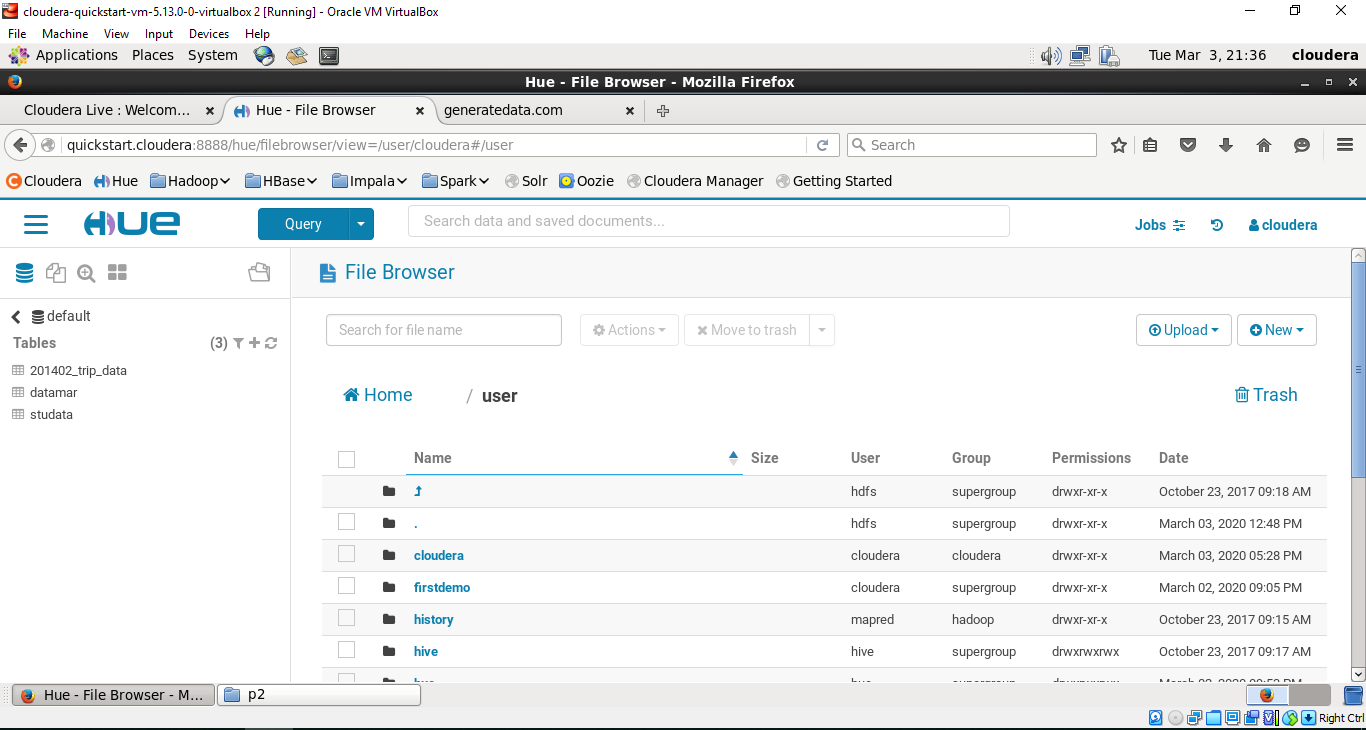 cloudera-quickstart-vm-5.13.0-0-virtualbox 2 [Running] - Oracle VM VirtualBox
File Machine View Input Devices Help
Applications Places System Tue Mar 3, 21:36 cloudera
Hue - File Browser - Mozilla Firefox
Cloudera Live : Welcom... Hue - File Browser generatedata.com
quickstart.cloudera:8888/hue/filebrowser/view=/user/cloudera#/user Search
Cloudera Hue Hadoop HBase Impala Spark Solr Oozie Cloudera Manager Getting Started
HUE Query Search data and saved documents... Jobs cloudera
File Browser
default
Tables (3)
201402_trip_data
datamar
studata
Search for file name Actions Move to trash Upload New
Home / user Trash
Name Size User Group Permissions Date
hdfs supergroup drwxr-xr-x October 23, 2017 09:18 AM
. hdfs supergroup drwxr-xr-x March 03, 2020 12:48 PM
cloudera cloudera cloudera drwxr-xr-x March 03, 2020 05:28 PM
firstdemo cloudera supergroup drwxr-xr-x March 02, 2020 09:05 PM
history mapred hadoop drwxr-xr-x October 23, 2017 09:15 AM
hive hive supergroup drwxrwxrwx October 23, 2017 09:17 AM
Hue - File Browser - M... p2
Right Ctrl